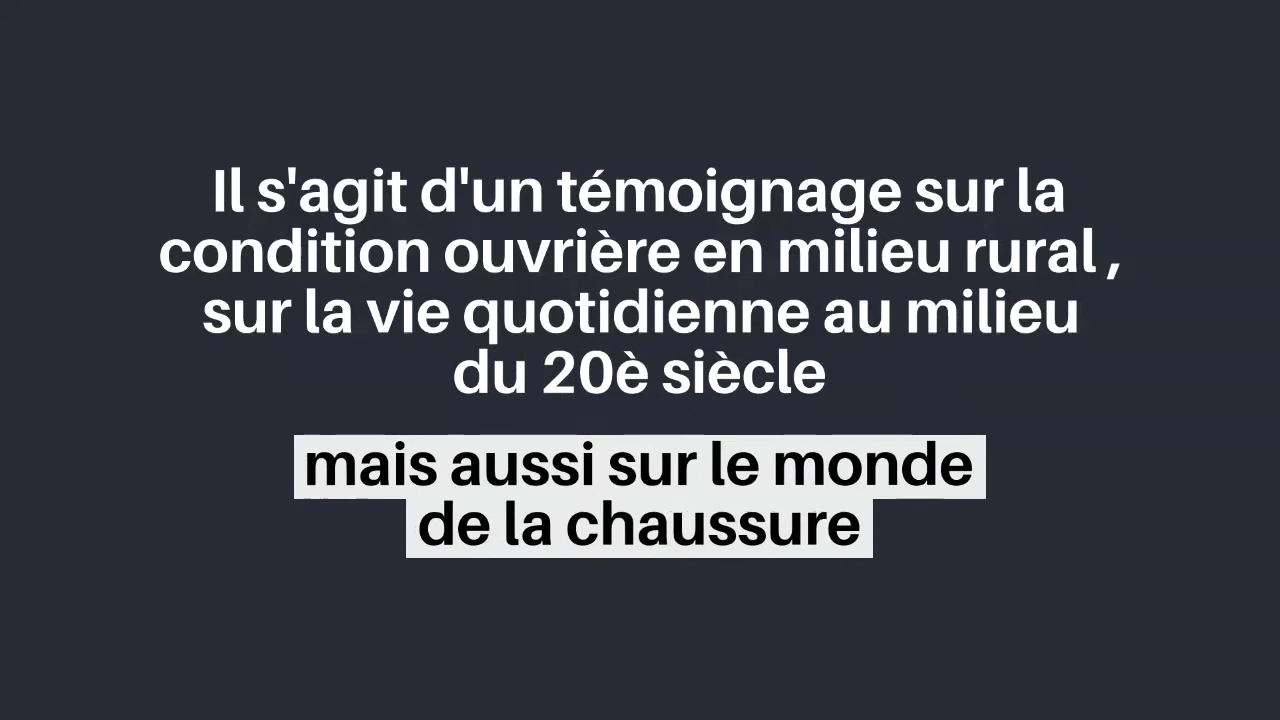 Il s'agit d'un témoignage sur la
condition ouvrière en milieu rural ,
sur la vie quotidienne au milieu
du 20è siècle
mais aussi sur le monde
de la chaussure